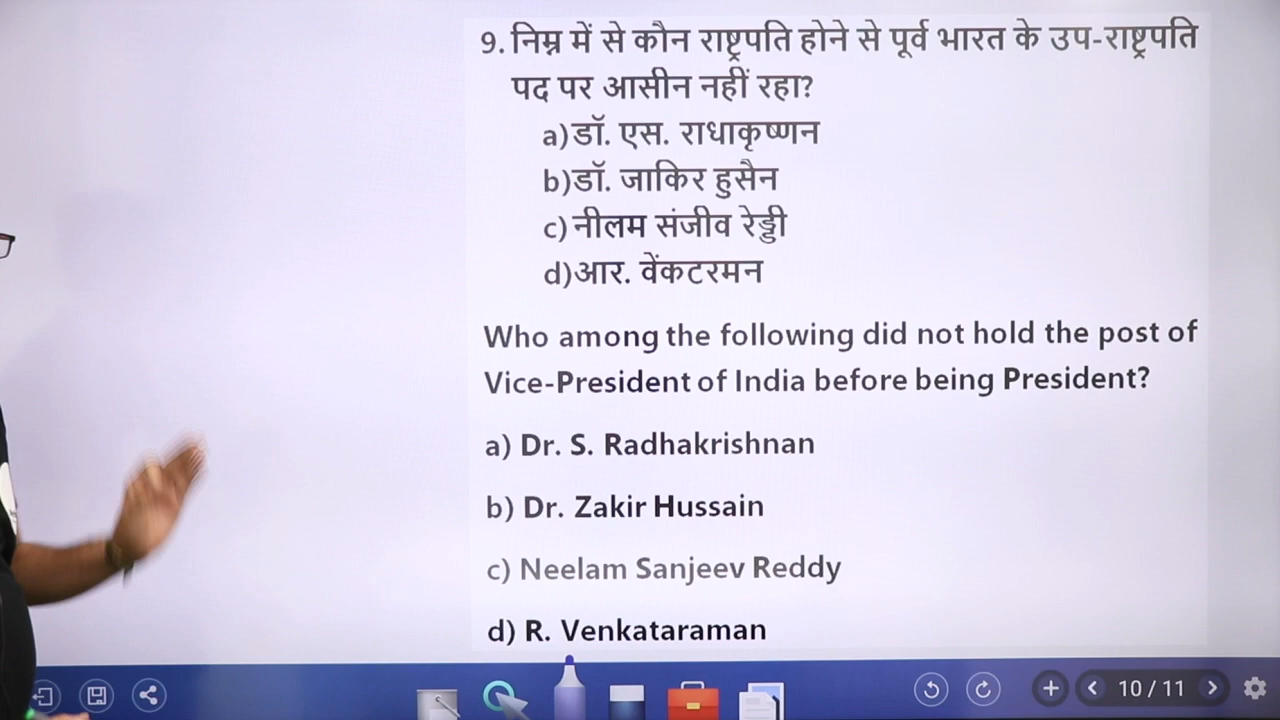 9. निम्न में से कौन राष्ट्रपति होने से पूर्व भारत के उप-राष्ट्रपति
पद पर आसीन नहीं रहा?
a) डॉ. एस. राधाकृष्णन
b) डॉ. जाकिर हुसैन
c) नीलम संजीव रेड्डी
d) आर. वेंकटरमन
Who among the following did not hold the post of
Vice-President of India before being President?
a) Dr. S. Radhakrishnan
b) Dr. Zakir Hussain
c) Neelam Sanjeev Reddy
d) R. Venkataraman
10 / 11